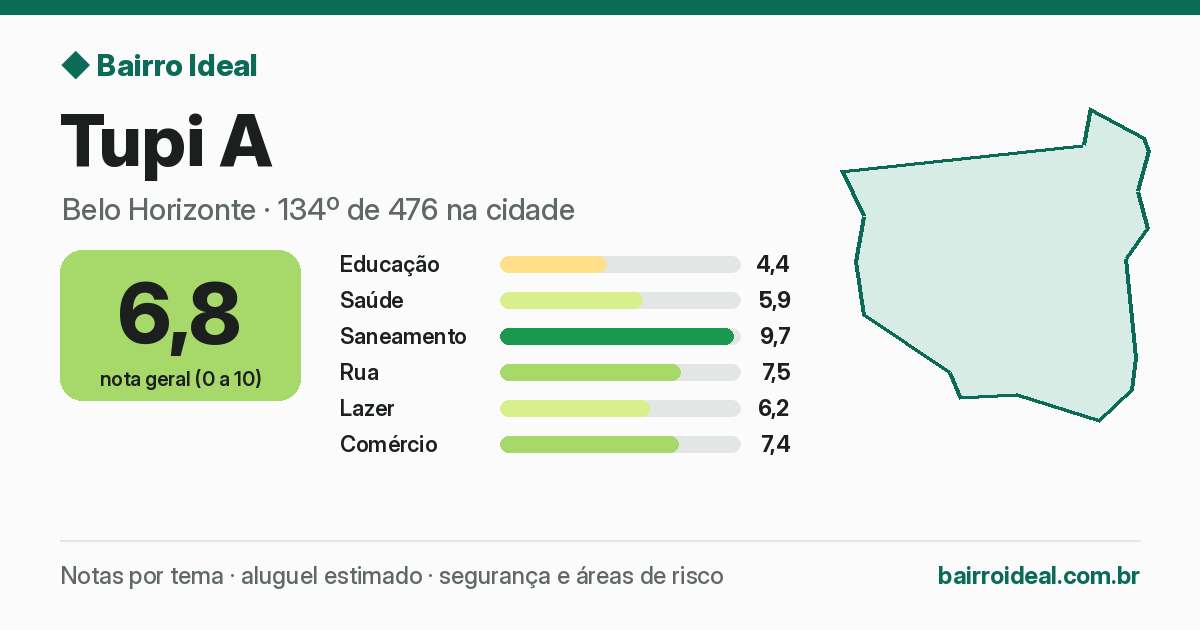 Bairro Ideal
Tupi A
Belo Horizonte · 134º de 476 na cidade
6,8
nota geral (0 a 10)
Educação 4,4
Saúde 5,9
Saneamento 9,7
Rua 7,5
Lazer 6,2
Comércio 7,4
Notas por tema · aluguel estimado · segurança e áreas de risco
bairroideal.com.br